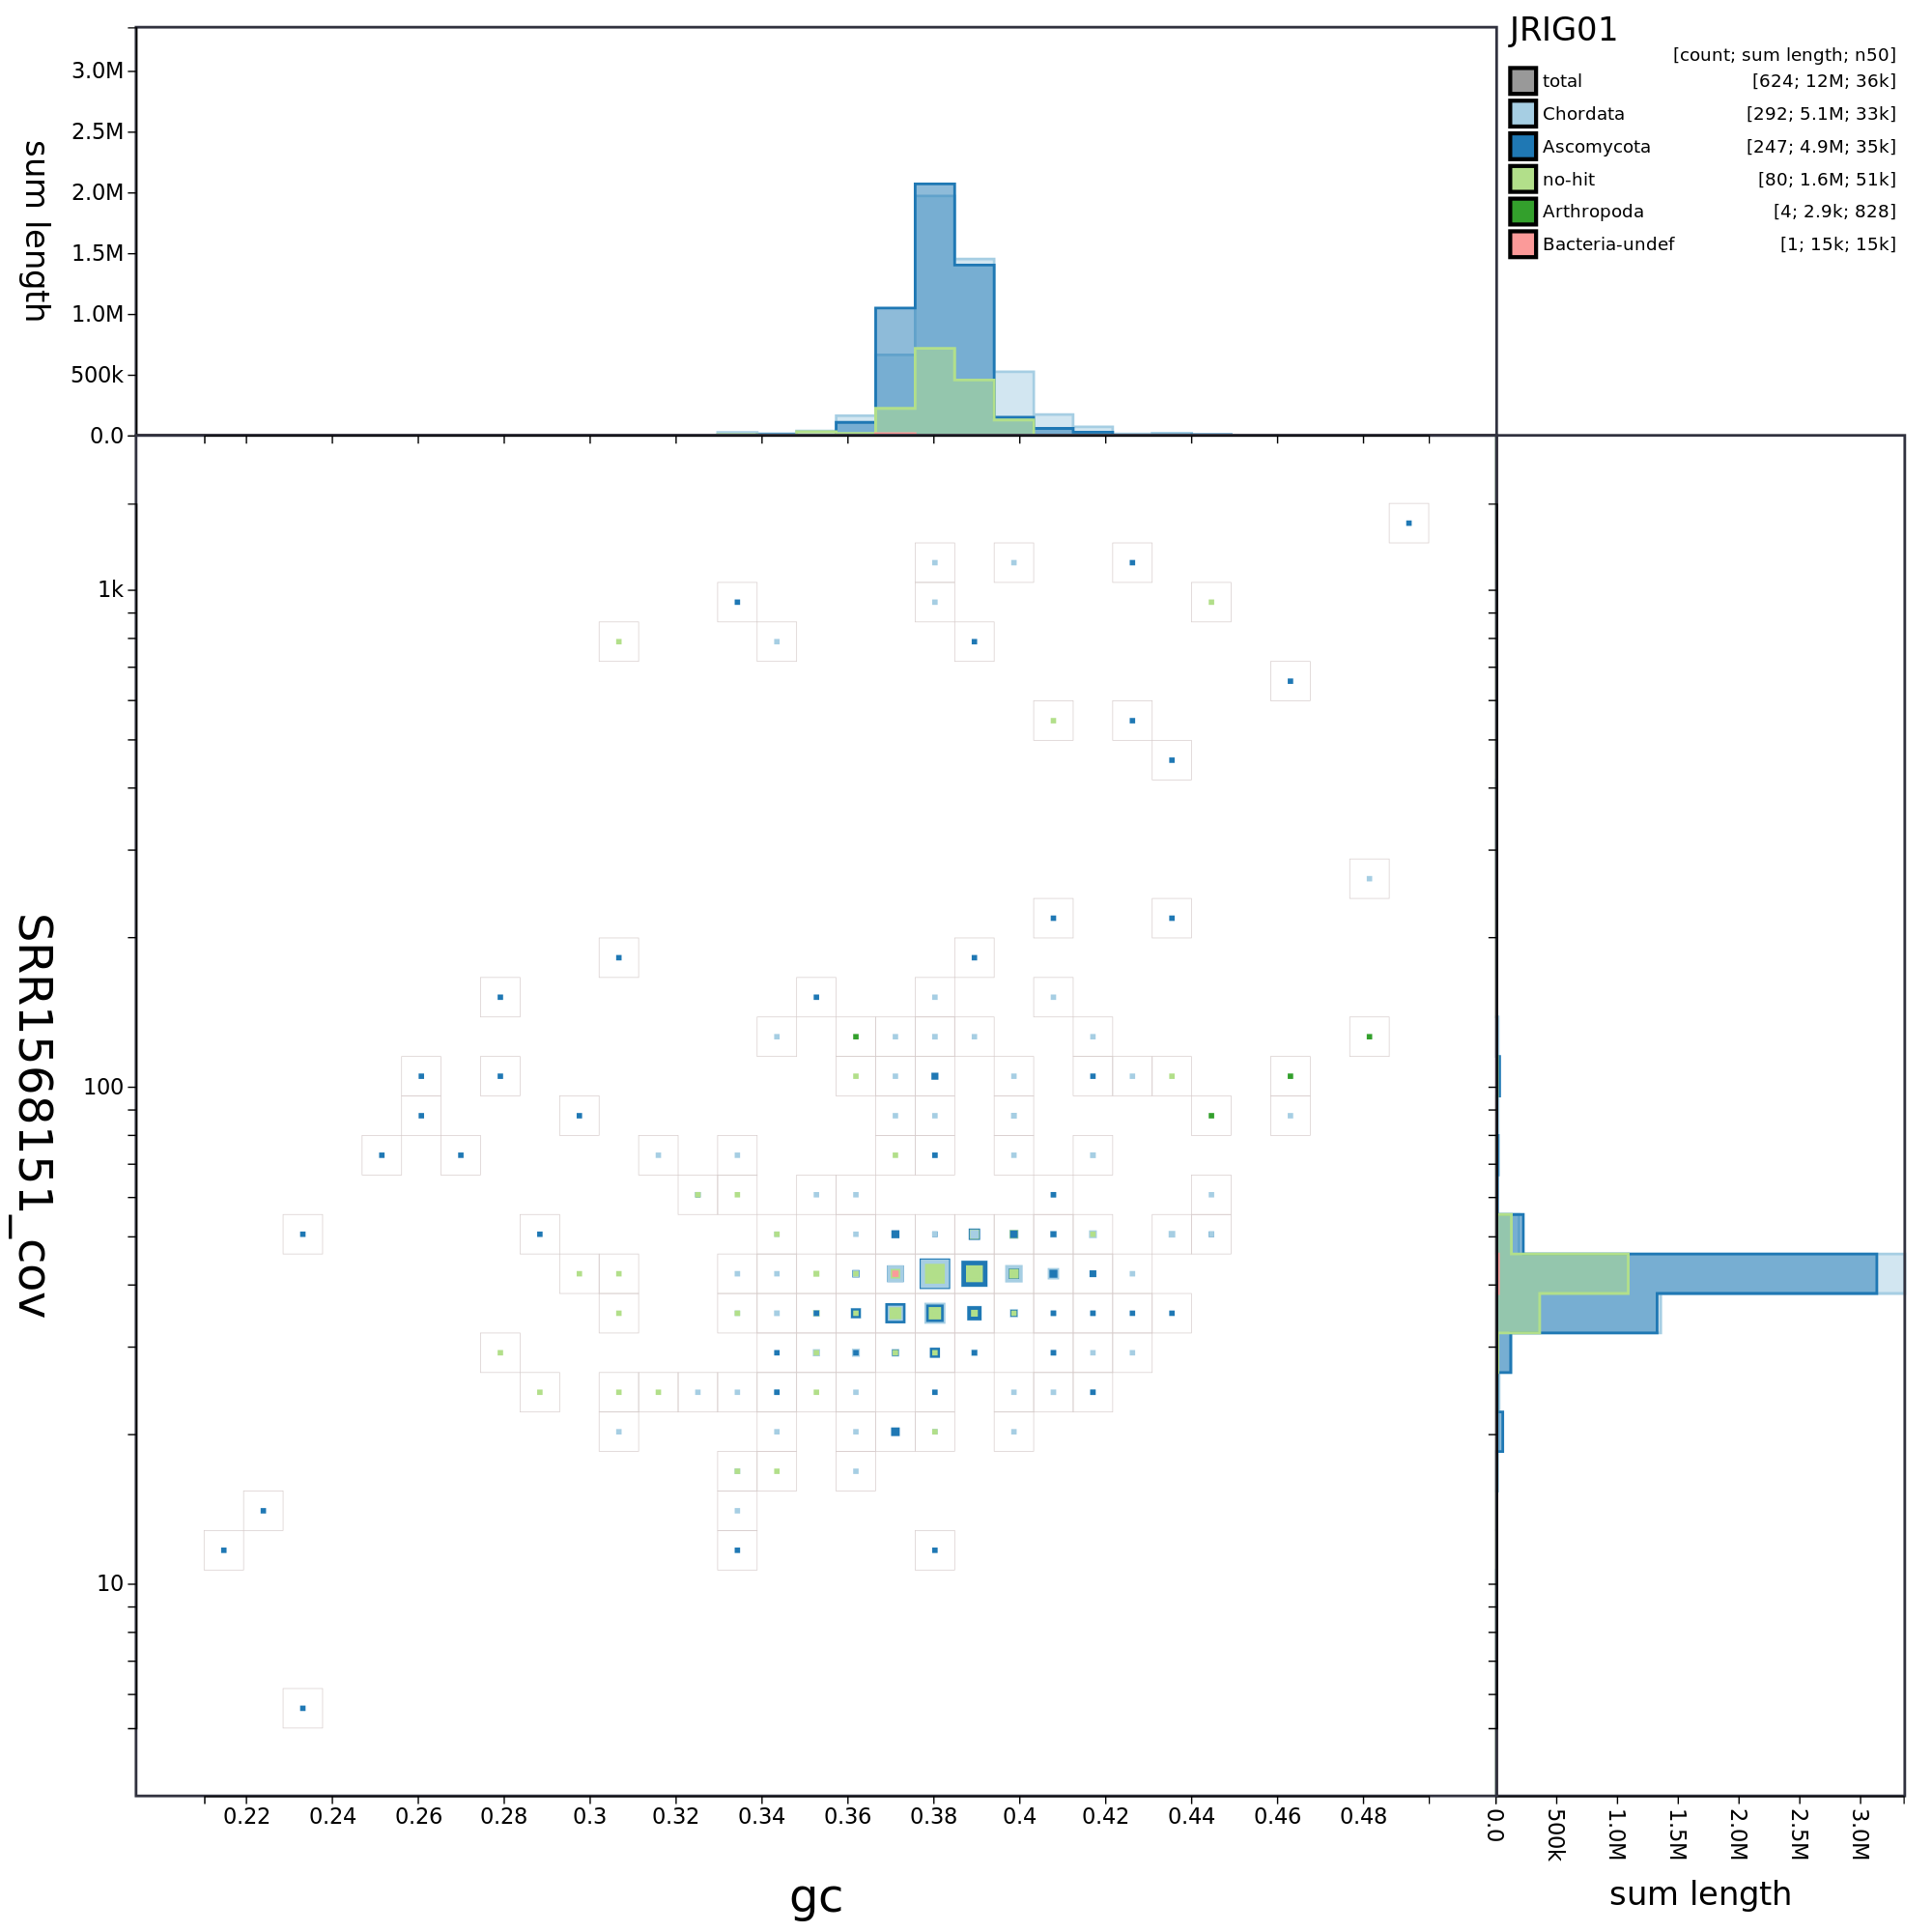 JRIG01
[count; sum length; n50]
total [624; 12M; 36k]
Chordata [292; 5.1M; 33k]
Ascomycota [247; 4.9M; 35k]
no-hit [80; 1.6M; 51k]
Arthropoda [4; 2.9k; 828]
Bacteria-undef [1; 15k; 15k]
sum length
3.0M
2.5M
2.0M
1.5M
1.0M
500k
0.0
SRR1568151_cov
1k
100
10
0.22 0.24 0.26 0.28 0.3 0.32 0.34 0.36 0.38 0.4 0.42 0.44 0.46 0.48
gc
0.0 500k 1.0M 1.5M 2.0M 2.5M 3.0M
sum length